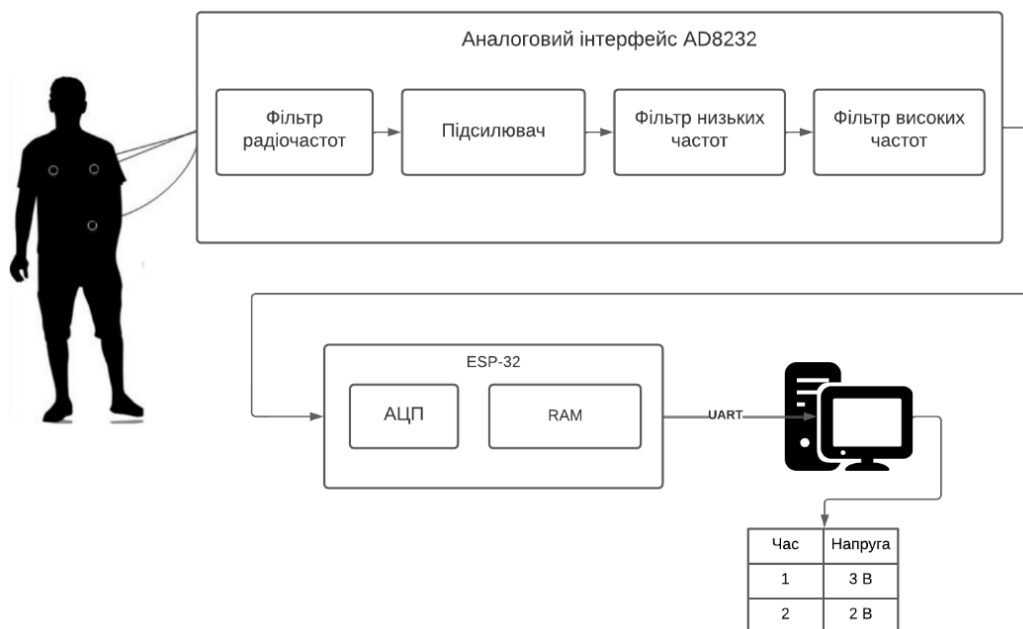 Аналоговий інтерфейс AD8232
Фільтр
радіочастот
Підсилювач
Фільтр низьких
частот
Фільтр високих
частот
ESP-32
АЦП
RAM
UART
Час
Напруга
1
3 В
2
2 В